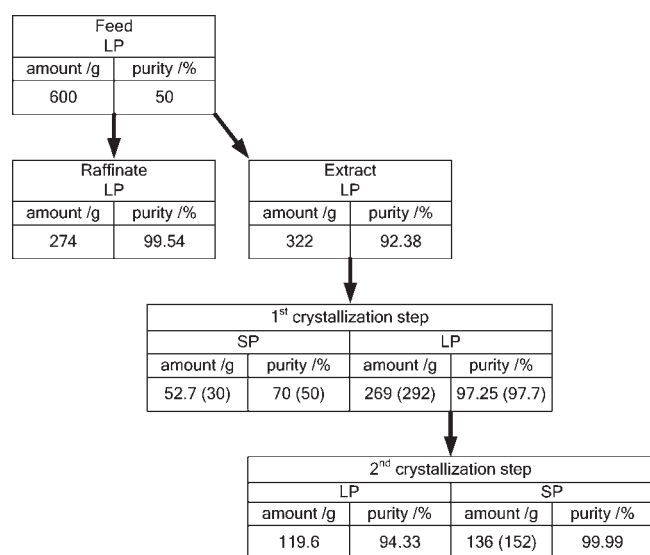 Feed
LP
amount /g purity /%
600 50
Raffinate
LP
amount /g purity /%
274 99.54
Extract
LP
amount /g purity /%
322 92.38
1st crystallization step
SP LP
amount /g purity /% amount /g purity /%
52.7 (30) 70 (50) 269 (292) 97.25 (97.7)
2nd crystallization step
LP SP
amount /g purity /% amount /g purity /%
119.6 94.33 136 (152) 99.99